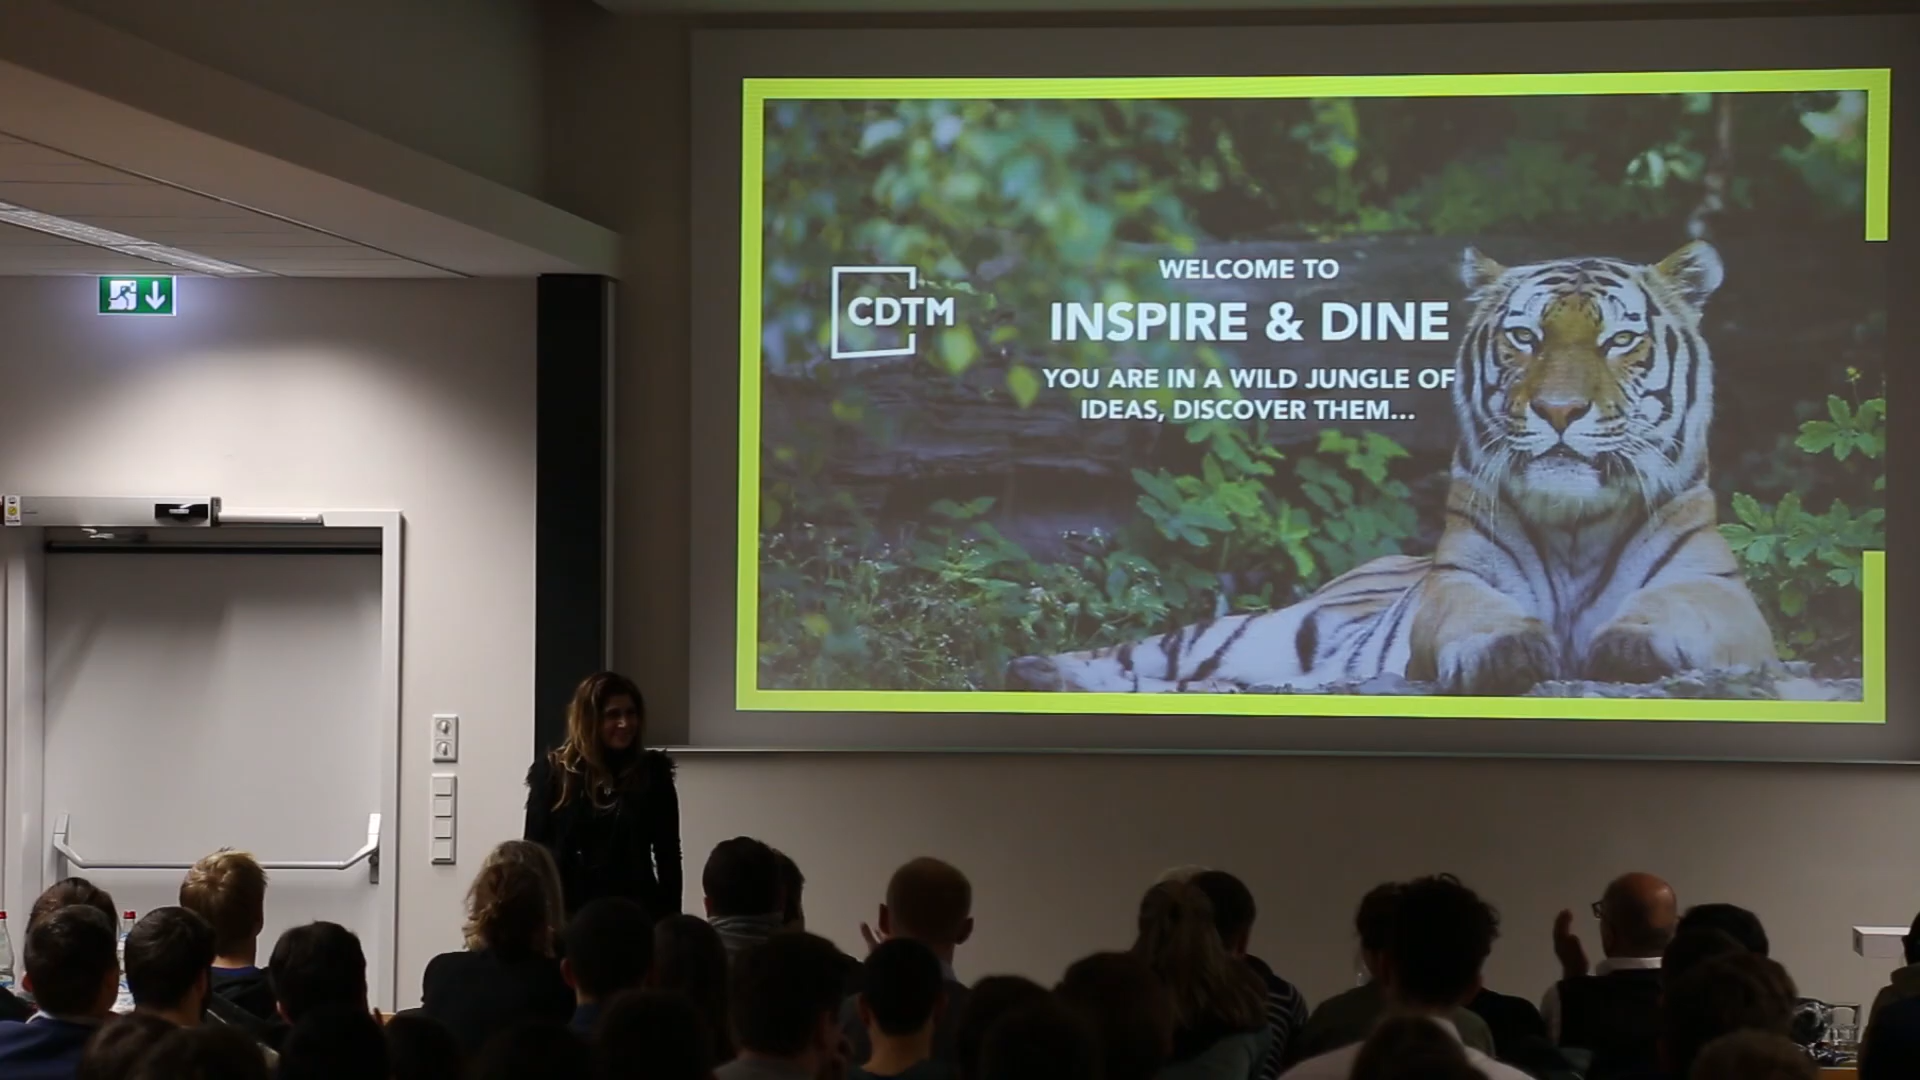 CDTM
WELCOME TO
INSPIRE & DINE
YOU ARE IN A WILD JUNGLE OF
IDEAS, DISCOVER THEM...